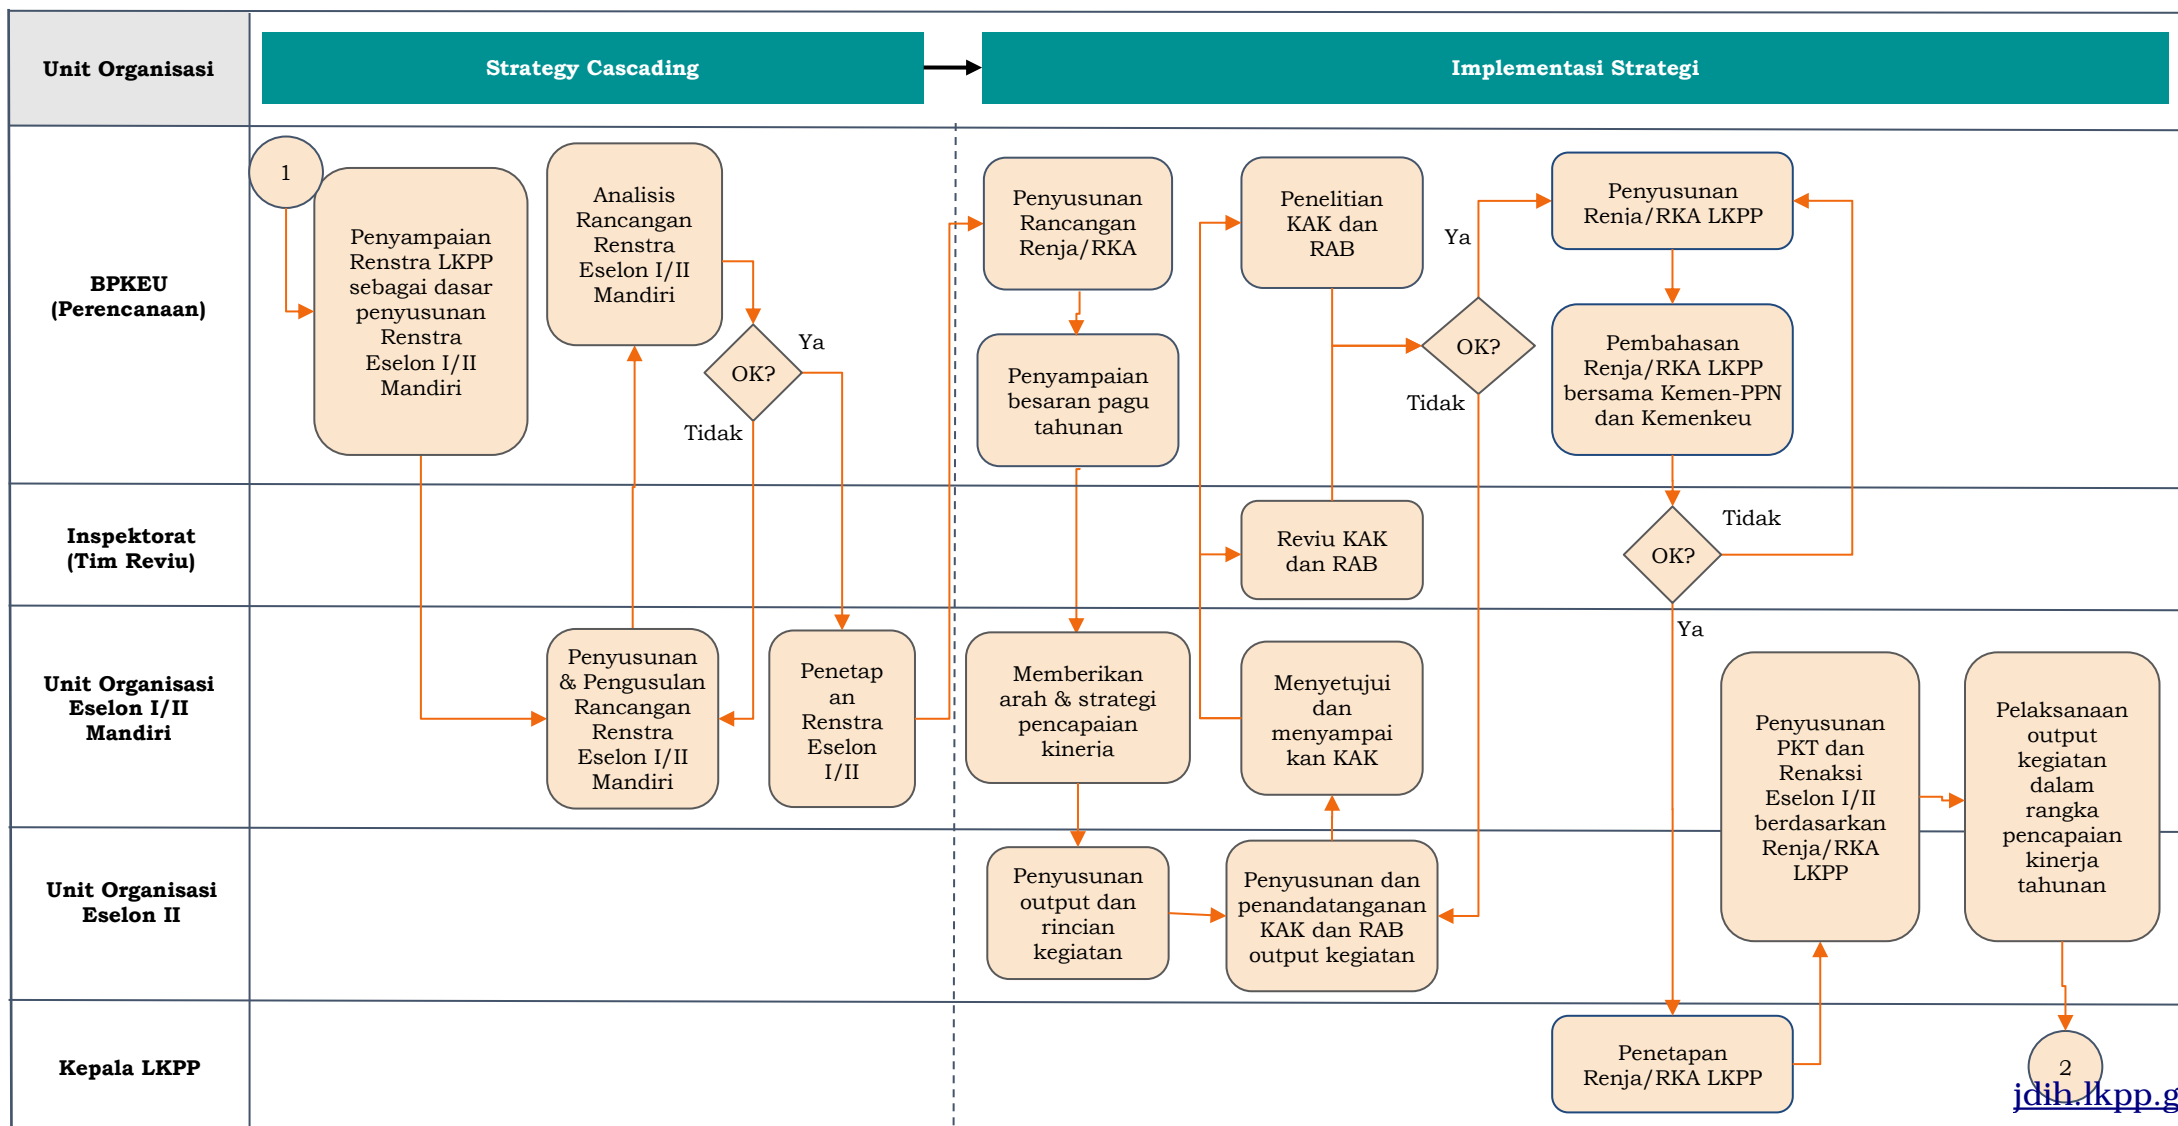 Unit Organisasi
Strategy Cascading
Implementasi Strategi
BPKEU
(Perencanaan)
1
Penyampaian
Renstra LKPP
sebagai dasar
penyusunan
Renstra
Eselon I/II
Mandiri
Analisis
Rancangan
Renstra
Eselon I/II
Mandiri
OK?
Ya
Tidak
Penyusunan
Rancangan
Renja/RKA
Penyampaian
besaran pagu
tahunan
Penelitian
KAK dan
RAB
Ya
OK?
Tidak
Penyusunan
Renja/RKA LKPP
Pembahasan
Renja/RKA LKPP
bersama Kemen-PPN
dan Kemenkeu
Inspektorat
(Tim Reviu)
Reviu KAK
dan RAB
OK?
Tidak
Ya
Unit Organisasi
Eselon I/II
Mandiri
Penyusunan
& Pengusulan
Rancangan
Renstra
Eselon I/II
Mandiri
Penetap
an
Renstra
Eselon
I/II
Memberikan
arah & strategi
pencapaian
kinerja
Menyetujui
dan
menyampai
kan KAK
Penyusunan
PKT dan
Renaksi
Eselon I/II
berdasarkan
Renja/RKA
LKPP
Pelaksanaan
output
kegiatan
dalam
rangka
pencapaian
kinerja
tahunan
Unit Organisasi
Eselon II
Penyusunan
output dan
rincian
kegiatan
Penyusunan dan
penandatanganan
KAK dan RAB
output kegiatan
Kepala LKPP
Penetapan
Renja/RKA LKPP
2
jdih.lkpp.g